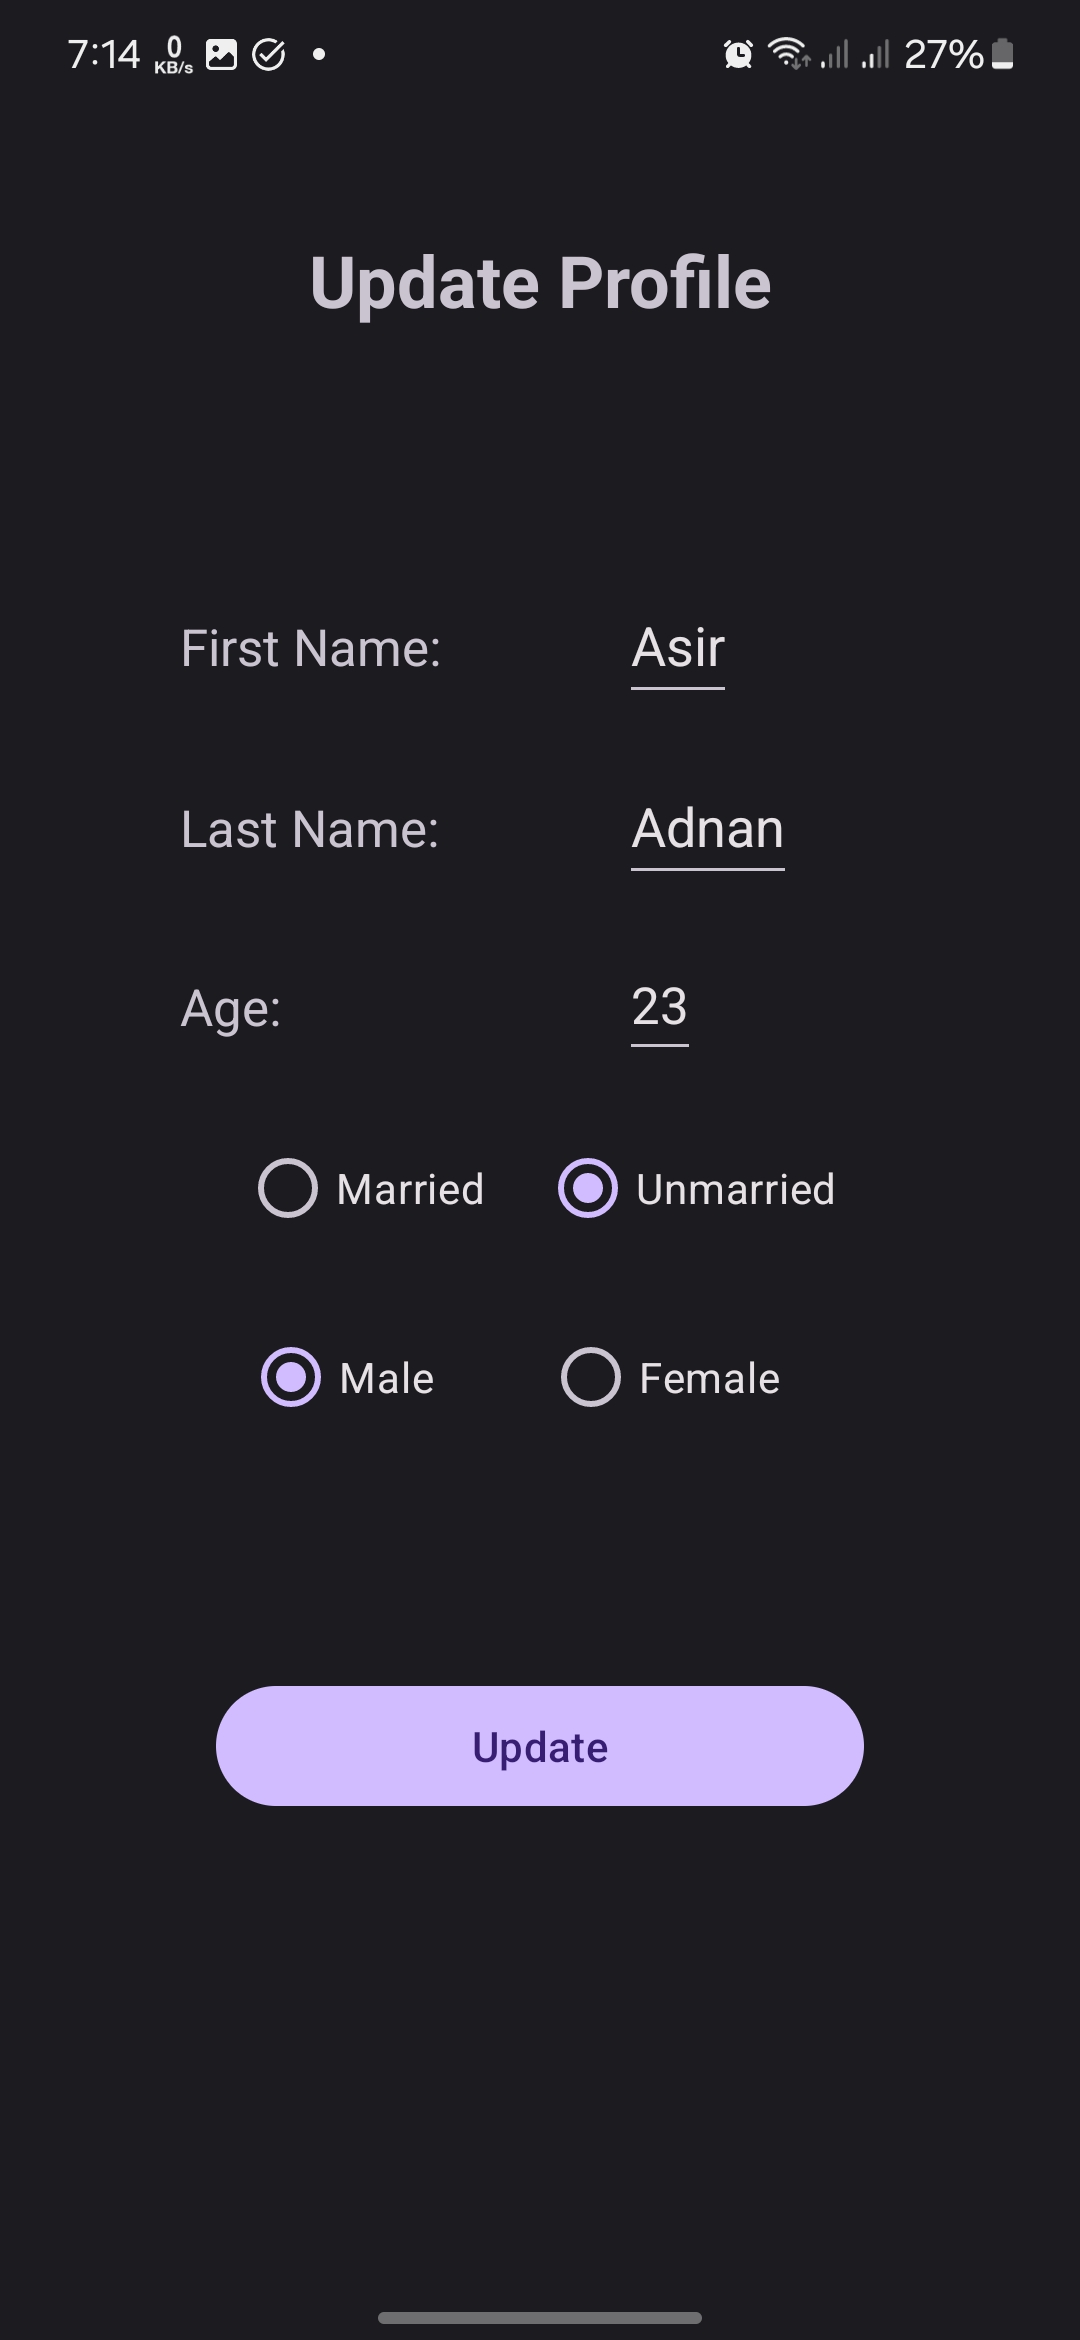 7:14 0 KB/s 27%
Update Profile
First Name: Asir
Last Name: Adnan
Age: 23
Married Unmarried
Male Female
Update